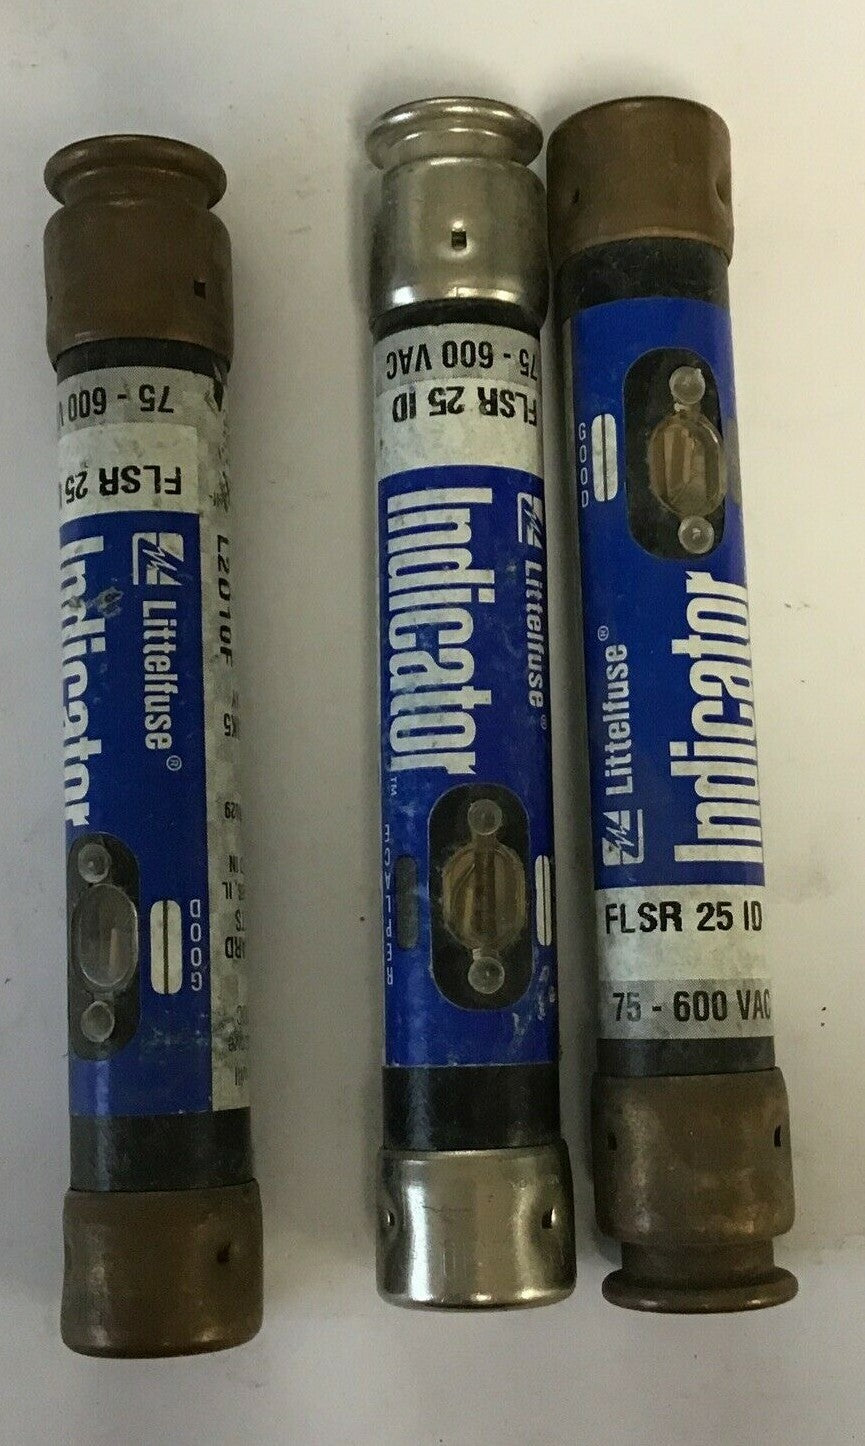 75 - 600 V
FLSR 25
Littelfuse®
Indicator
GOOD
L2010F
75 - 600 VAC
FLSR 25 ID
Littelfuse®
Indicator™
GOOD
Littelfuse®
Indicator
FLSR 25 ID
75 - 600 VAC